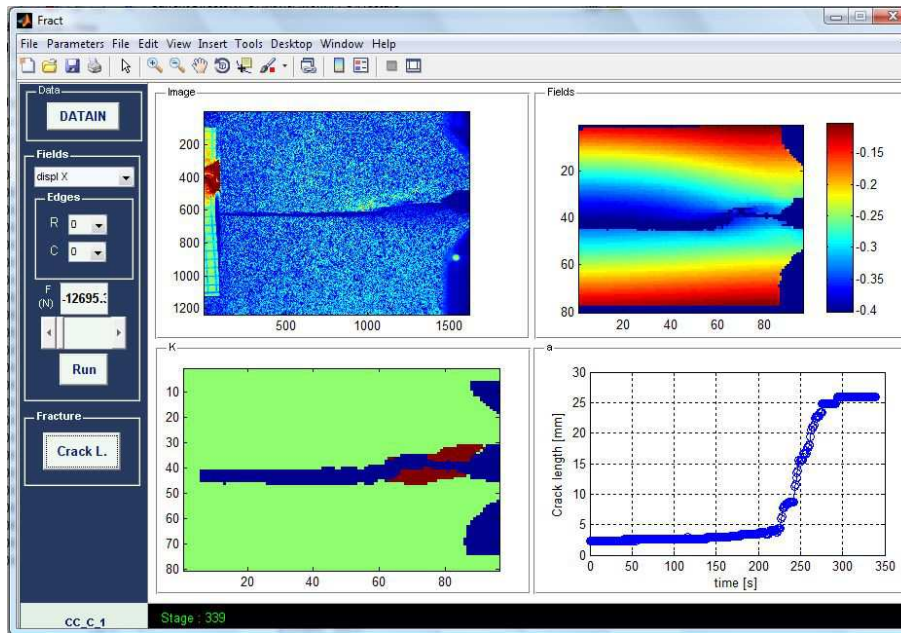 Fract
File Parameters File Edit View Insert Tools Desktop Window Help
Data
DATAIN
Fields
displ X
Edges
R 0
C 0
F
(N)
-12695.3
Run
Fracture
Crack L.
CC_C_1
Image
200
400
600
800
1000
1200
500 1000 1500
Fields
20
40
60
80
20 40 60 80
-0.15
-0.2
-0.25
-0.3
-0.35
-0.4
K
10
20
30
40
50
60
70
80
20 40 60 80
a
30
25
20
15
10
5
0
Crack length [mm]
0 50 100 150 200 250 300 350
time [s]
Stage : 339